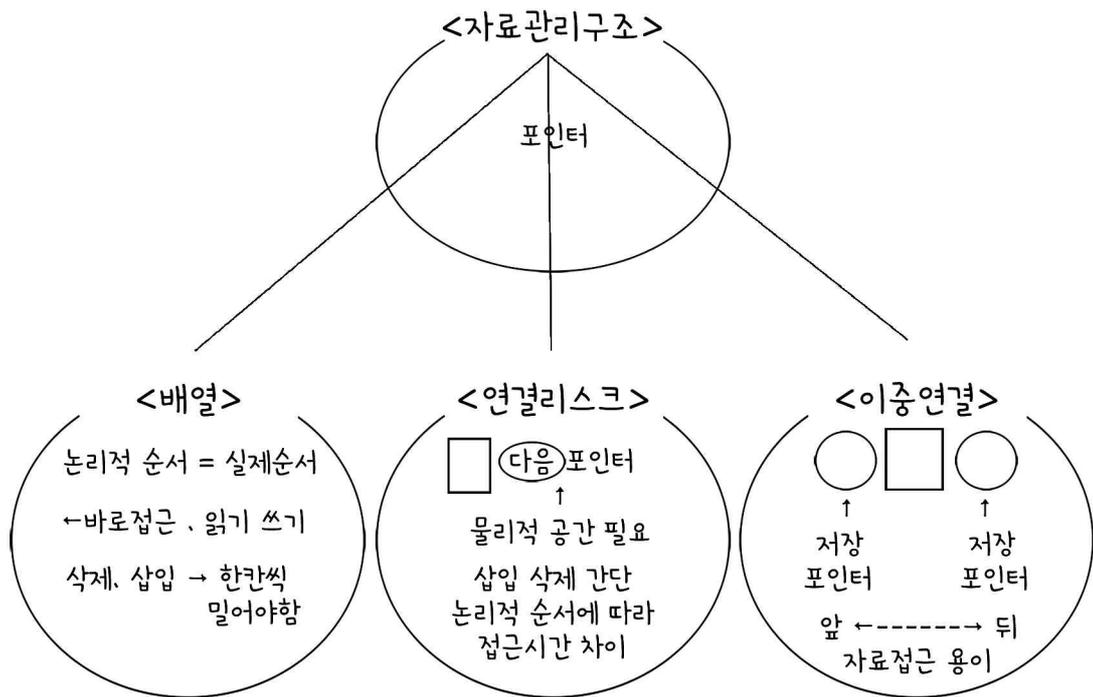 <자료관리구조>
포인터
<배열>
논리적 순서 = 실제순서
←바로접근 . 읽기 쓰기
삭제. 삽입 → 한칸씩
밀어야함
<연결리스크>
다음 포인터
↑
물리적 공간 필요
삽입 삭제 간단
논리적 순서에 따라
접근시간 차이
<이중연결>
↑ ↑
저장 저장
포인터 포인터
앞 ←------→ 뒤
자료접근 용이